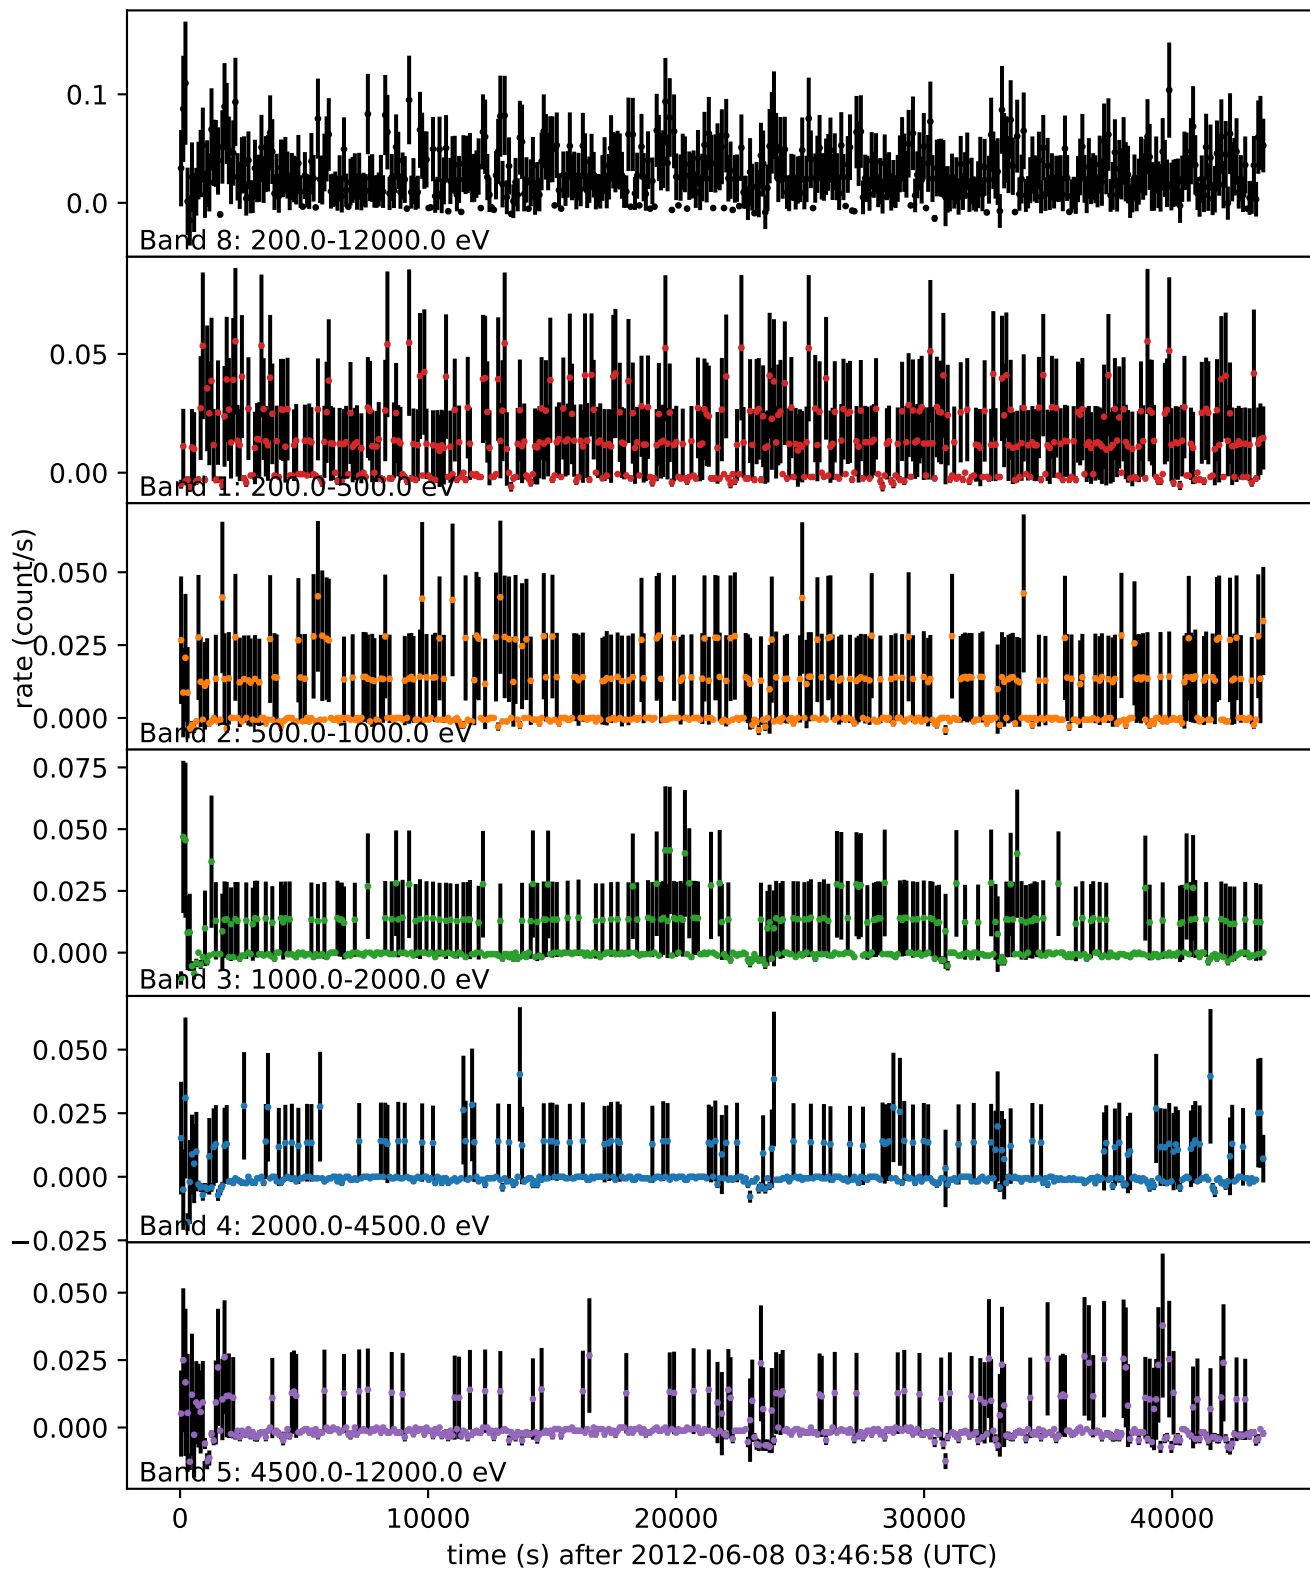 0.1
0.0
Band 8: 200.0-12000.0 eV
0.05
0.00
Band 1: 200.0-500.0 eV
rate (count/s)
0.050
0.025
0.000
Band 2: 500.0-1000.0 eV
0.075
0.050
0.025
0.000
Band 3: 1000.0-2000.0 eV
0.050
0.025
0.000
−0.025
Band 4: 2000.0-4500.0 eV
0.050
0.025
0.000
Band 5: 4500.0-12000.0 eV
0 10000 20000 30000 40000
time (s) after 2012-06-08 03:46:58 (UTC)